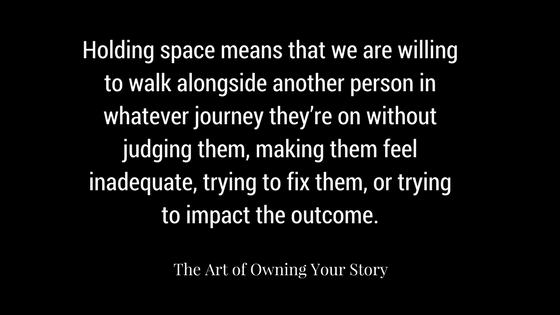 Holding space means that we are willing
to walk alongside another person in
whatever journey they’re on without
judging them, making them feel
inadequate, trying to fix them, or trying
to impact the outcome.
The Art of Owning Your Story